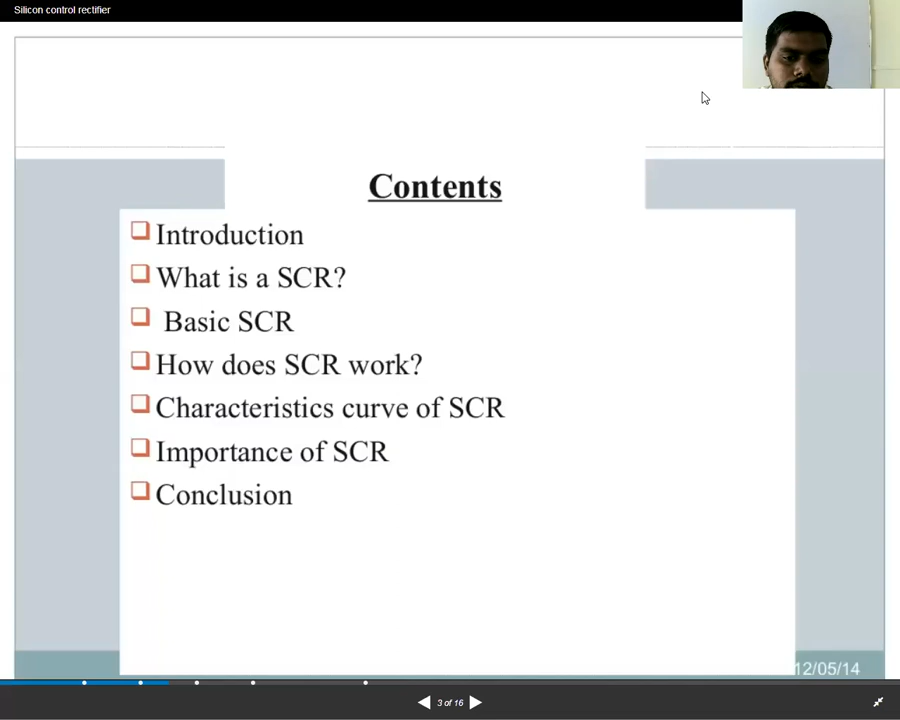 Silicon control rectifier
Contents
Introduction
What is a SCR?
Basic SCR
How does SCR work?
Characteristics curve of SCR
Importance of SCR
Conclusion
12/05/14
3 of 16